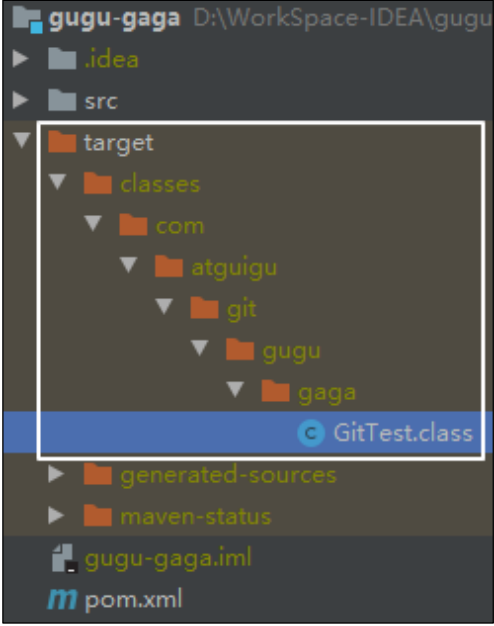 gugu-gaga D:\WorkSpace-IDEA\gugu
.idea
src
target
classes
com
atguigu
git
gugu
gaga
GitTest.class
generated-sources
maven-status
gugu-gaga.iml
pom.xml